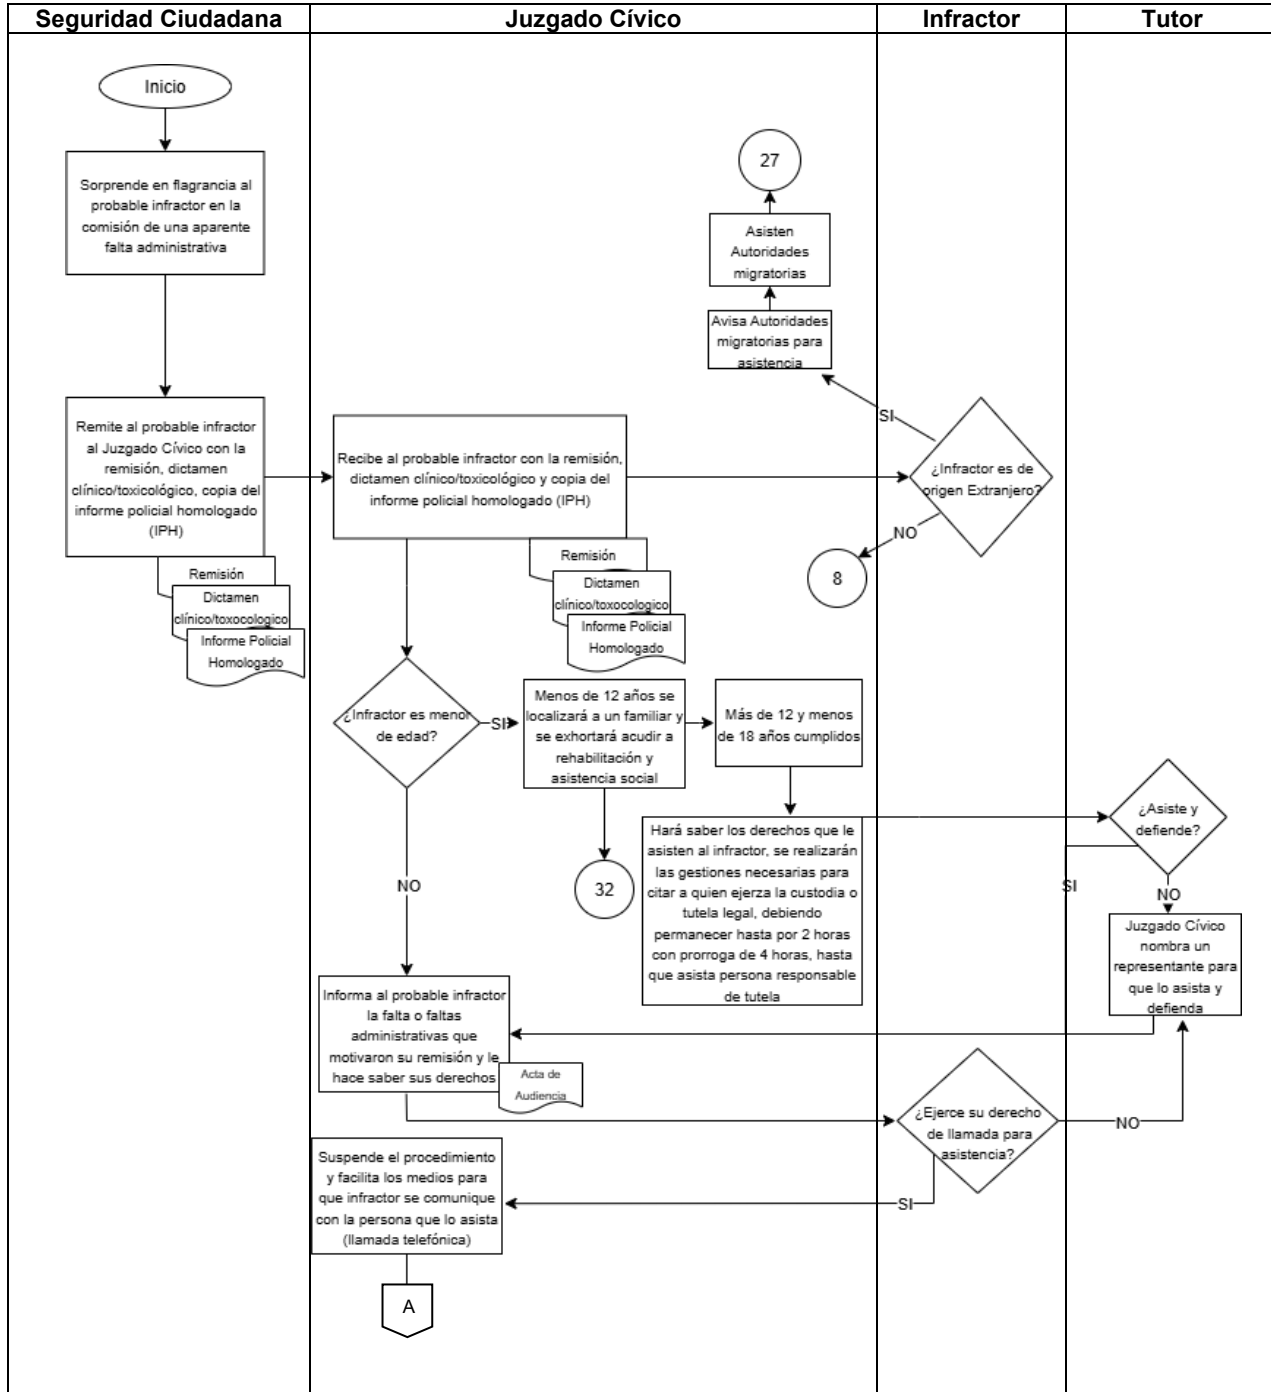 Seguridad Ciudadana
Juzgado Cívico
Infractor
Tutor
Inicio
Sorprende en flagrancia al
probable infractor en la
comisión de una aparente
falta administrativa
27
Asisten
Autoridades
migratorias
Avisa Autoridades
migratorias para
asistencia
SI
Remite al probable infractor
al Juzgado Cívico con la
remisión, dictamen
clínico/toxicológico, copia del
informe policial homologado
(IPH)
Remisión
Dictamen
clínico/toxocologico
Informe Policial
Homologado
Recibe al probable infractor con la remisión,
dictamen clínico/toxicológico y copia del
informe policial homologado (IPH)
Remisión
Dictamen
clínico/toxocologico
Informe Policial
Homologado
¿Infractor es de
origen Extranjero?
NO
8
¿Infractor es menor
de edad?
SI
Menos de 12 años se
localizará a un familiar y
se exhortará acudir a
rehabilitación y
asistencia social
Más de 12 y menos
de 18 años cumplidos
32
Hará saber los derechos que le
asisten al infractor, se realizarán
las gestiones necesarias para
citar a quien ejerza la custodia o
tutela legal, debiendo
permanecer hasta por 2 horas
con prorroga de 4 horas, hasta
que asista persona responsable
de tutela
¿Asiste y
defiende?
SI
NO
Juzgado Cívico
nombra un
representante para
que lo asista y
defienda
NO
Informa al probable infractor
la falta o faltas
administrativas que
motivaron su remisión y le
hace saber sus derechos
Acta de
Audiencia
¿Ejerce su derecho
de llamada para
asistencia?
NO
SI
Suspende el procedimiento
y facilita los medios para
que infractor se comunique
con la persona que lo asista
(llamada telefónica)
A